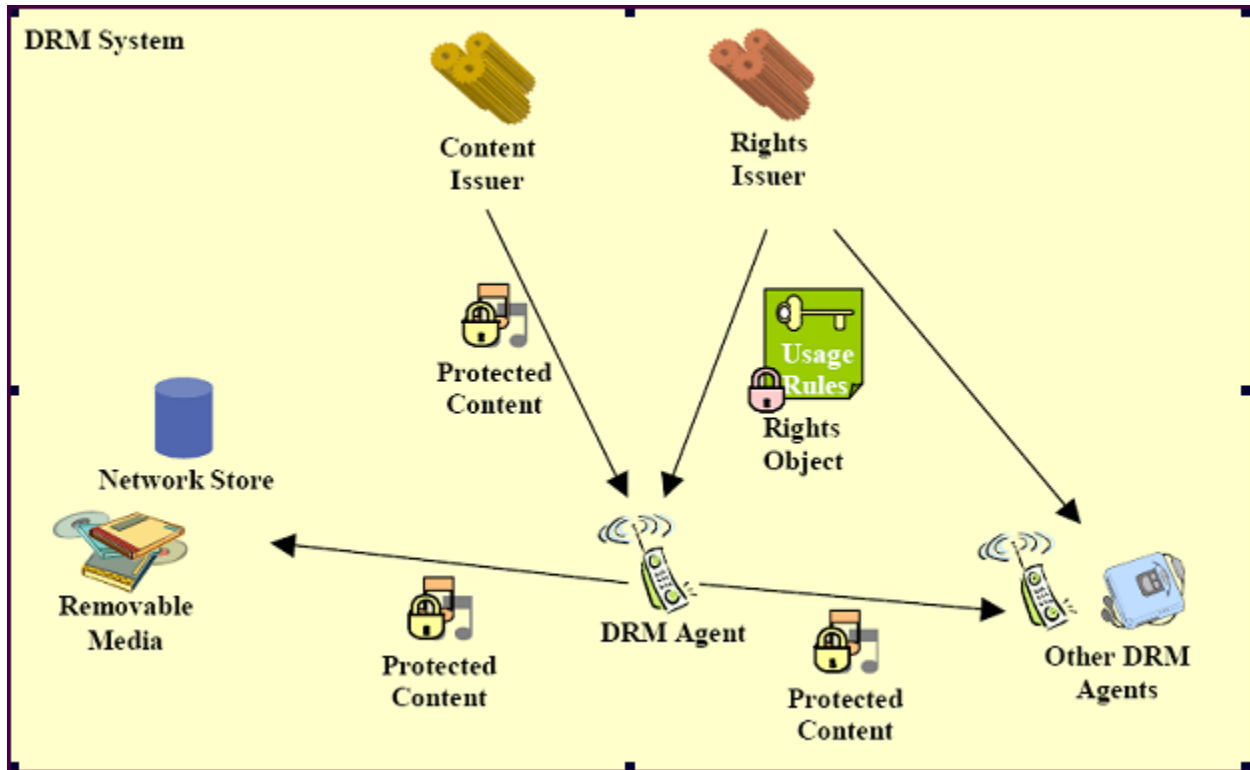 DRM System
Content
Issuer
Rights
Issuer
Protected
Content
Usage
Rules
Rights
Object
Network Store
Removable
Media
Protected
Content
DRM Agent
Protected
Content
Other DRM
Agents